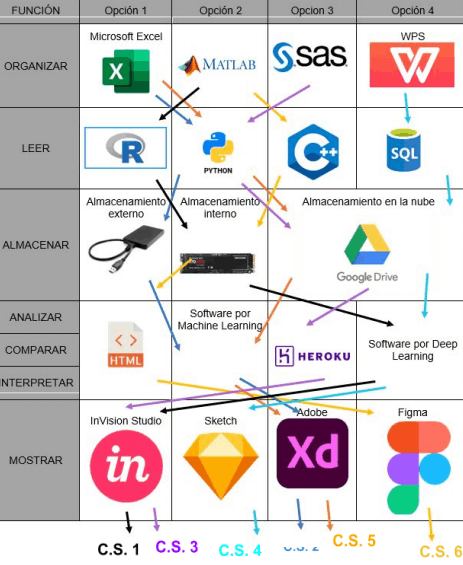 FUNCIÓN Opción 1 Opción 2 Opcion 3 Opción 4
ORGANIZAR
Microsoft Excel
X
MATLAB
sas
WPS
W
LEER
R
PYTHON
C++
SQL
ALMACENAR
Almacenamiento
externo
Almacenamiento
interno
Almacenamiento en la nube
Google Drive
ANALIZAR
COMPARAR
INTERPRETAR
HTML
Software por
Machine Learning
HEROKU
Software por Deep
Learning
MOSTRAR
InVision Studio
in
Sketch
Adobe
Xd
Figma
C.S. 1
C.S. 3
C.S. 4
C.S. 2
C.S. 5
C.S. 6